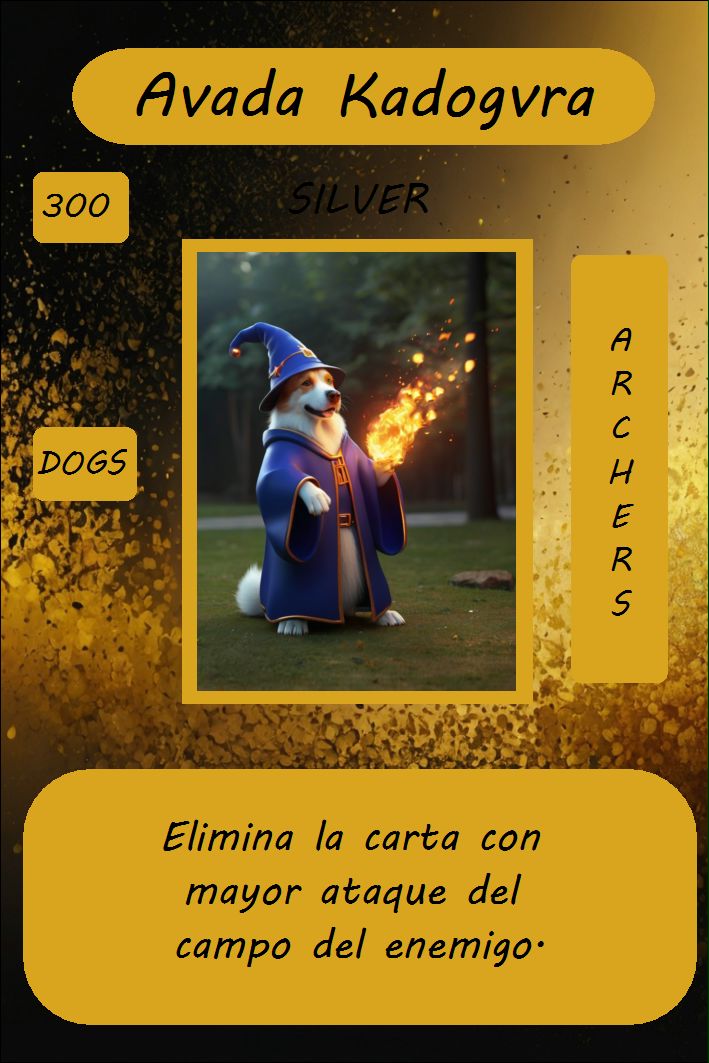 Avada Kadogvra
300
SILVER
DOGS
A
R
C
H
E
R
S
Elimina la carta con
mayor ataque del
campo del enemigo.